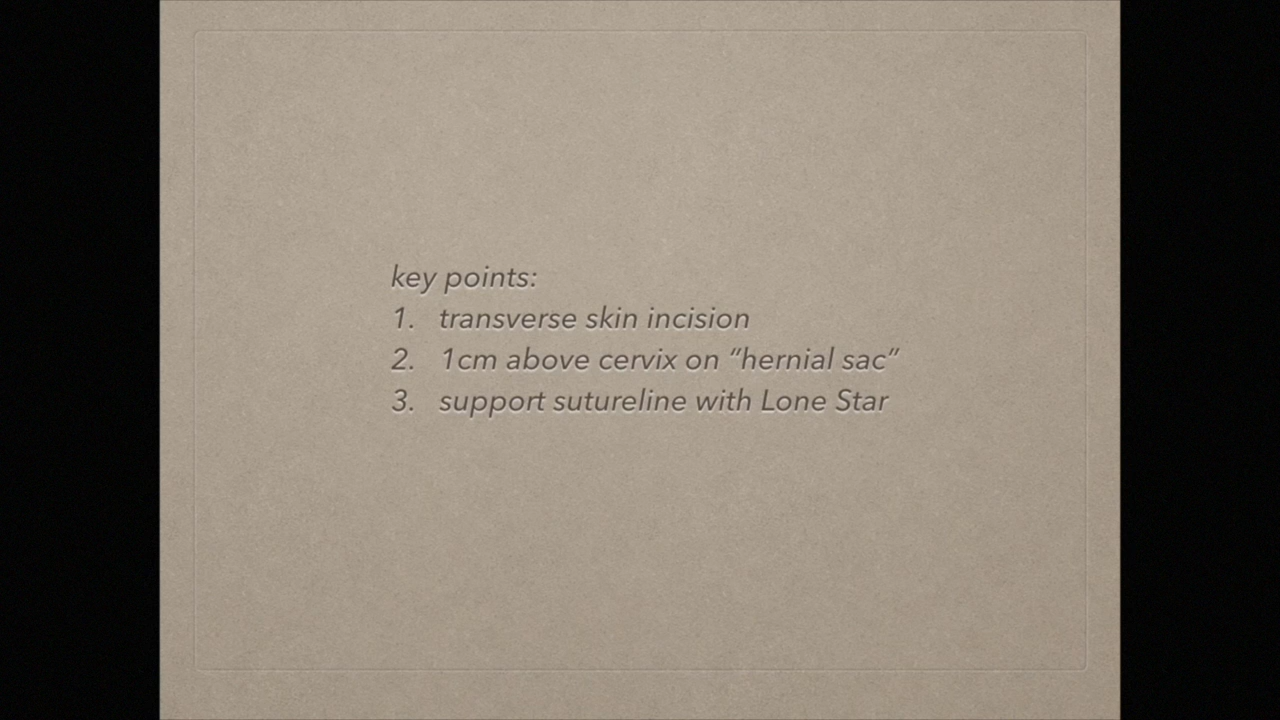 key points:
1. transverse skin incision
2. 1cm above cervix on “hernial sac”
3. support sutureline with Lone Star